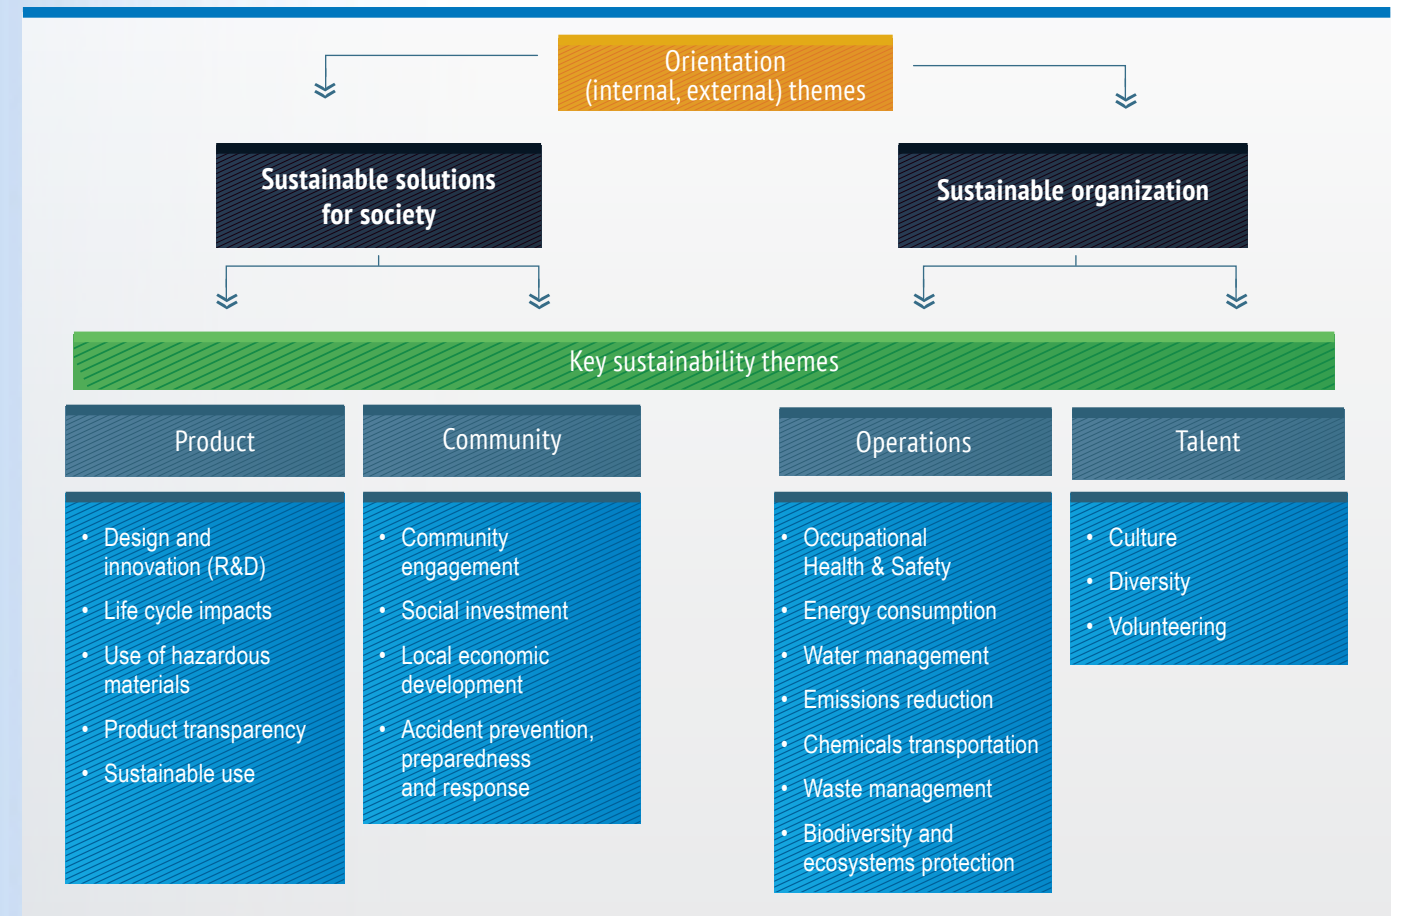 Orientation
(internal, external) themes
Sustainable solutions
for society
Sustainable organization
Key sustainability themes
Product
Community
Operations
Talent
• Design and
innovation (R&D)
• Life cycle impacts
• Use of hazardous
materials
• Product transparency
• Sustainable use
• Community
engagement
• Social investment
• Local economic
development
• Accident prevention,
preparedness
and response
• Occupational
Health & Safety
• Energy consumption
• Water management
• Emissions reduction
• Chemicals transportation
• Waste management
• Biodiversity and
ecosystems protection
• Culture
• Diversity
• Volunteering